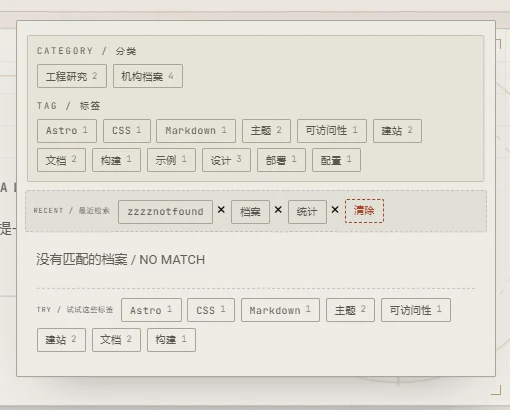 CATEGORY / 分类
工程研究 2 机构档案 4
TAG / 标签
Astro 1 CSS 1 Markdown 1 主题 2 可访问性 1 建站 2
文档 2 构建 1 示例 1 设计 3 部署 1 配置 1
RECENT / 最近检索 zzzznotfound × 档案 × 统计 × 清除
没有匹配的档案 / NO MATCH
TRY / 试试这些标签 Astro 1 CSS 1 Markdown 1 主题 2 可访问性 1
建站 2 文档 2 构建 1